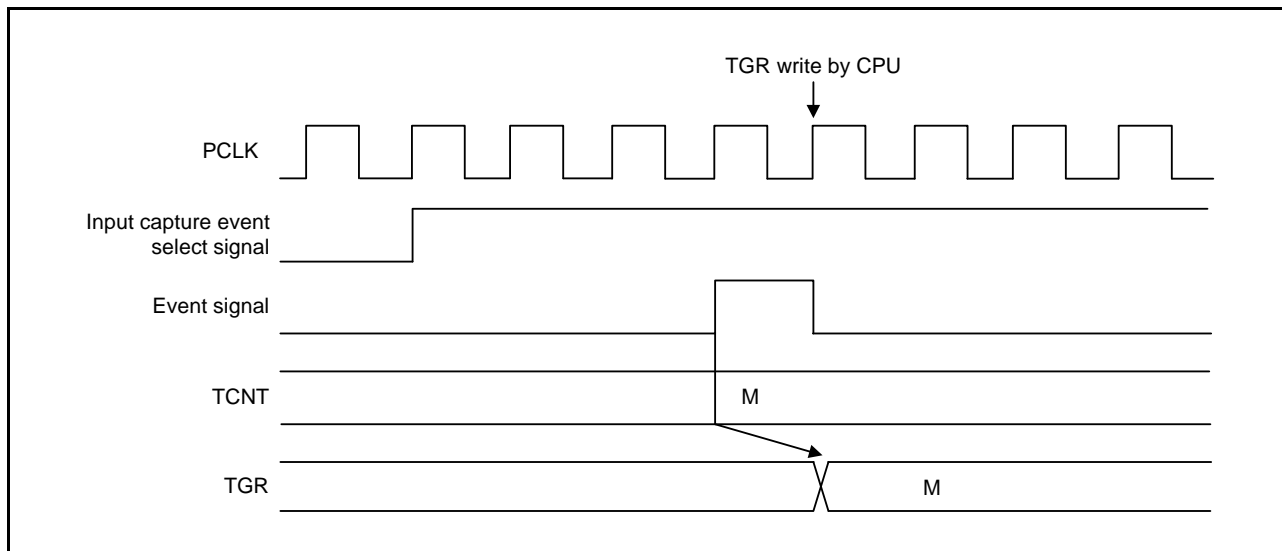 TGR write by CPU
PCLK
Input capture event
select signal
Event signal
TCNT
M
TGR
M